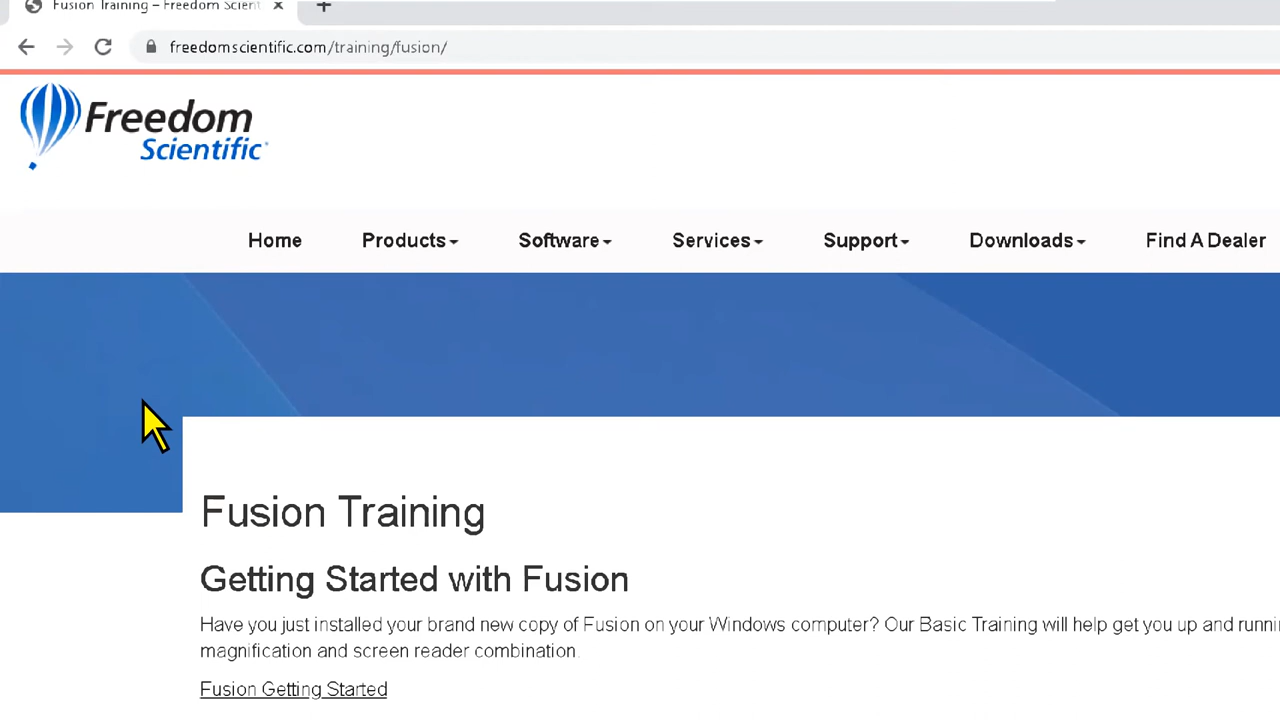 Fusion Training – Freedom Scient
freedomscientific.com/training/fusion/
Freedom
Scientific
Home Products Software Services Support Downloads Find A Dealer
Fusion Training
Getting Started with Fusion
Have you just installed your brand new copy of Fusion on your Windows computer? Our Basic Training will help get you up and runni
magnification and screen reader combination.
Fusion Getting Started